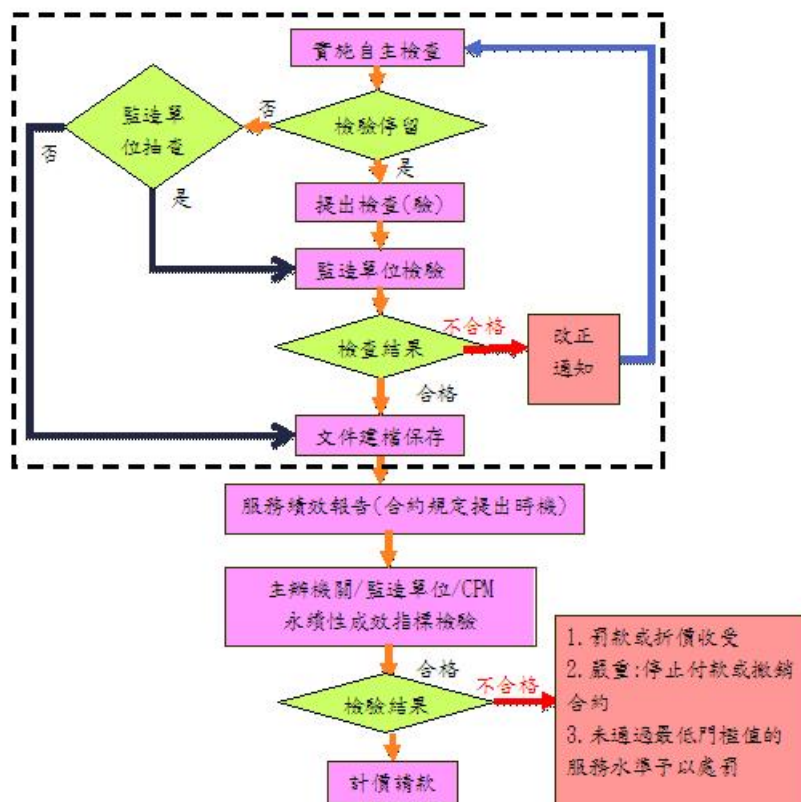 實施自主檢查
檢驗停留
否
監造單
位抽查
否
是
是
提出檢查(驗)
監造單位檢驗
檢查結果
不合格
改正
通知
合格
文件建檔保存
服務績效報告(合約規定提出時機)
主辦機關/監造單位/CPM
永續性成效指標檢驗
合格
檢驗結果
不合格
1. 罰款或折價收受
2. 嚴重:停止付款或撤銷
合約
3. 未通過最低門檻值的
服務水準予以處罰
計價請款